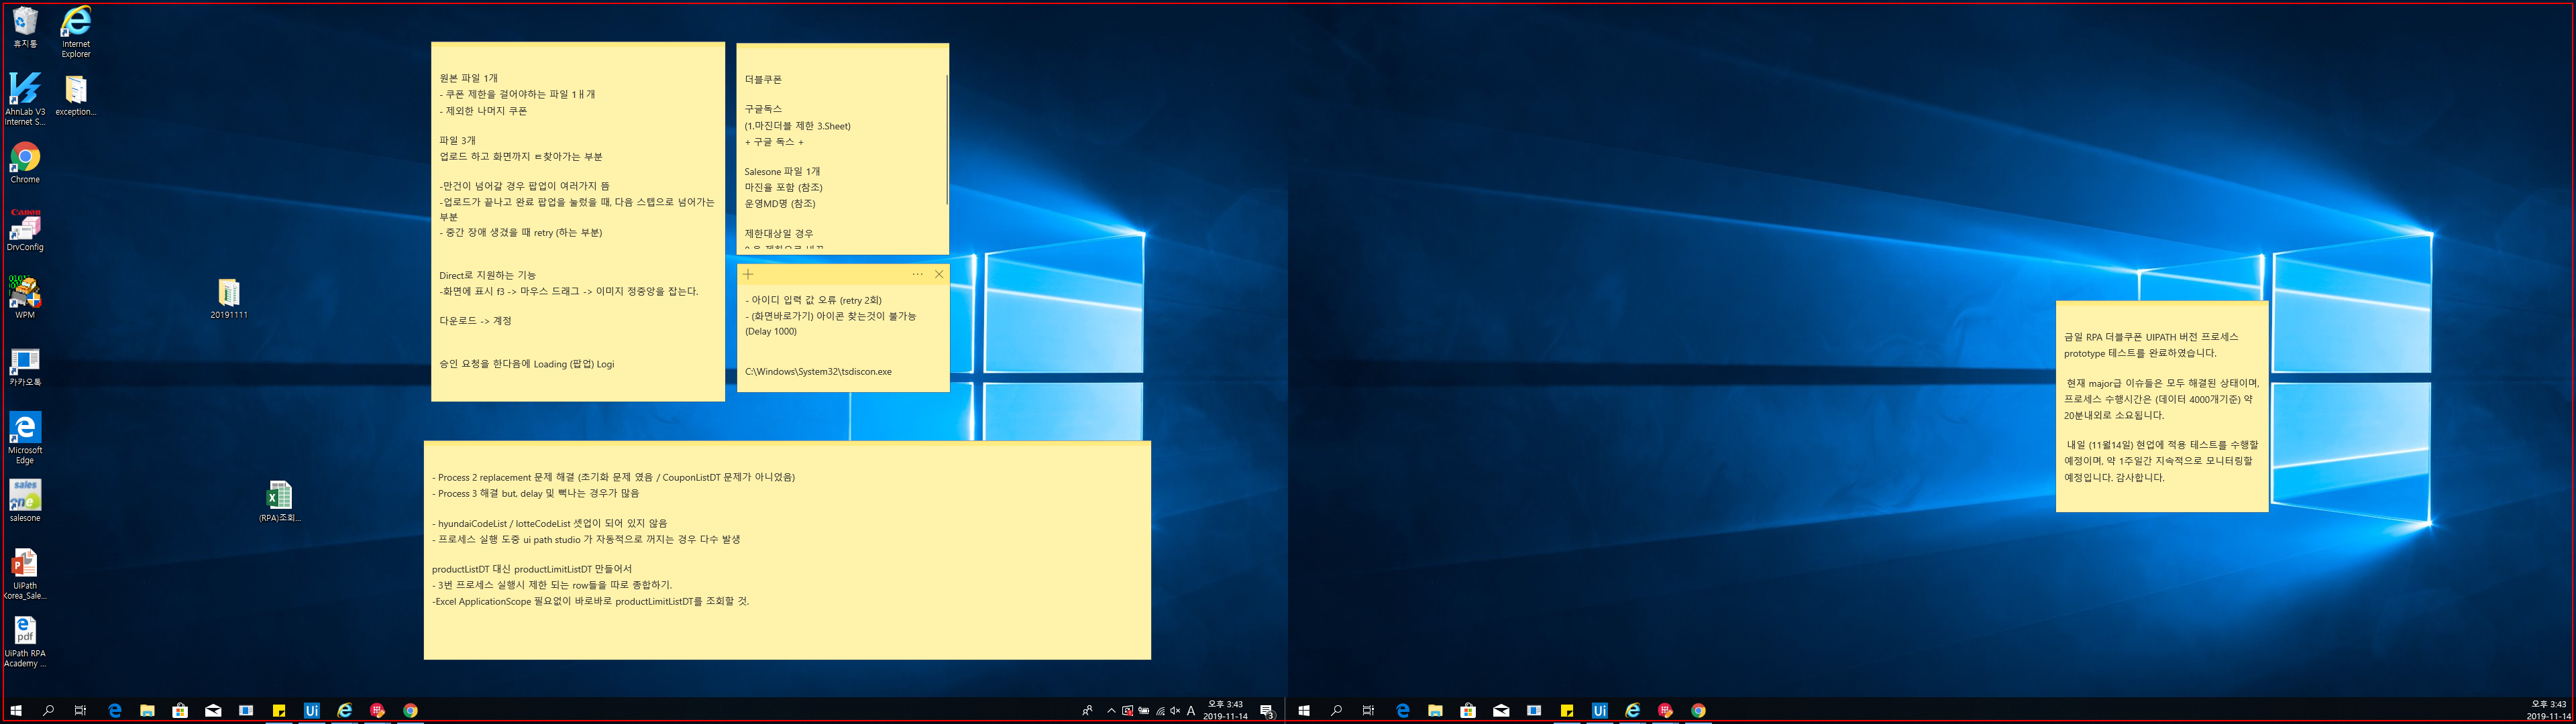 휴지통
Internet
Explorer
AhnLab V3
Internet S...
exception...
Chrome
Canon
DrvConfig
WPM
카카오톡
Microsoft
Edge
sales
one
salesone
UiPath
Korea_Sale...
pdf
UiPath RPA
Academy ...
20191111
(RPA)조회...
원본 파일 1개
- 쿠폰 제한을 걸어야하는 파일 1ㅐ개
- 제외한 나머지 쿠폰
파일 3개
업로드 하고 화면까지 ㄸ찾아가는 부분
-만건이 넘어갈 경우 팝업이 여러가지 뜸
-업로드가 끝나고 완료 팝업을 눌렀을 때, 다음 스텝으로 넘어가는
부분
- 중간 장애 생겼을 때 retry (하는 부분)
Direct로 지원하는 기능
-화면에 표시 f3 -> 마우스 드래그 -> 이미지 정중앙을 잡는다.
다운로드 -> 계정
승인 요청을 한다음에 Loading (팝업) Logi
더블쿠폰
구글독스
(1.마진더블 제한 3.Sheet)
+ 구글 독스 +
Salesone 파일 1개
마진율 포함 (참조)
운영MD명 (참조)
제한대상일 경우
- 아이디 입력 값 오류 (retry 2회)
- (화면바로가기) 아이콘 찾는것이 불가능
(Delay 1000)
C:\Windows\System32\tsdiscon.exe
- Process 2 replacement 문제 해결 (초기화 문제 였음 / CouponListDT 문제가 아니었음)
- Process 3 해결 but, delay 및 뻑나는 경우가 많음
- hyundaiCodeList / lotteCodeList 셋업이 되어 있지 않음
- 프로세스 실행 도중 ui path studio 가 자동적으로 꺼지는 경우 다수 발생
productListDT 대신 productLimitListDT 만들어서
- 3번 프로세스 실행시 제한 되는 row들을 따로 종합하기.
-Excel ApplicationScope 필요없이 바로바로 productLimitListDT를 조회할 것.
금일 RPA 더블쿠폰 UIPATH 버전 프로세스
prototype 테스트를 완료하였습니다.
현재 major급 이슈들은 모두 해결된 상태이며,
프로세스 수행시간은 (데이터 4000개기준) 약
20분내외로 소요됩니다.
내일 (11월14일) 현업에 적용 테스트를 수행할
예정이며, 약 1주일간 지속적으로 모니터링할
예정입니다. 감사합니다.
Ui
A
오후 3:43
2019-11-14
3
Ui
오후 3:43
2019-11-14